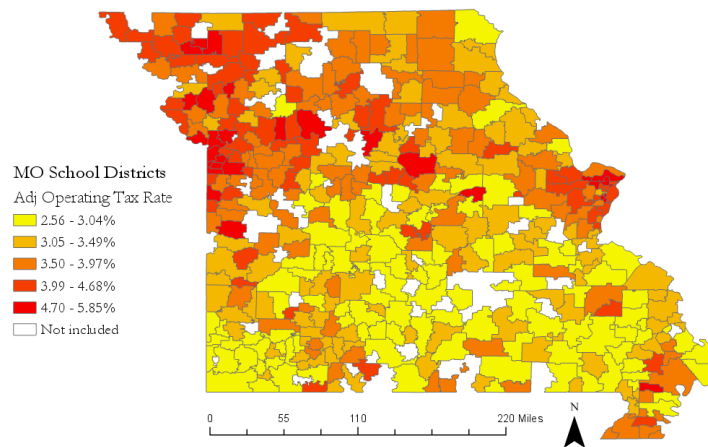 MO School Districts
Adj Operating Tax Rate
2.56 - 3.04%
3.05 - 3.49%
3.50 - 3.97%
3.99 - 4.68%
4.70 - 5.85%
Not included
0 55 110 220 Miles
N